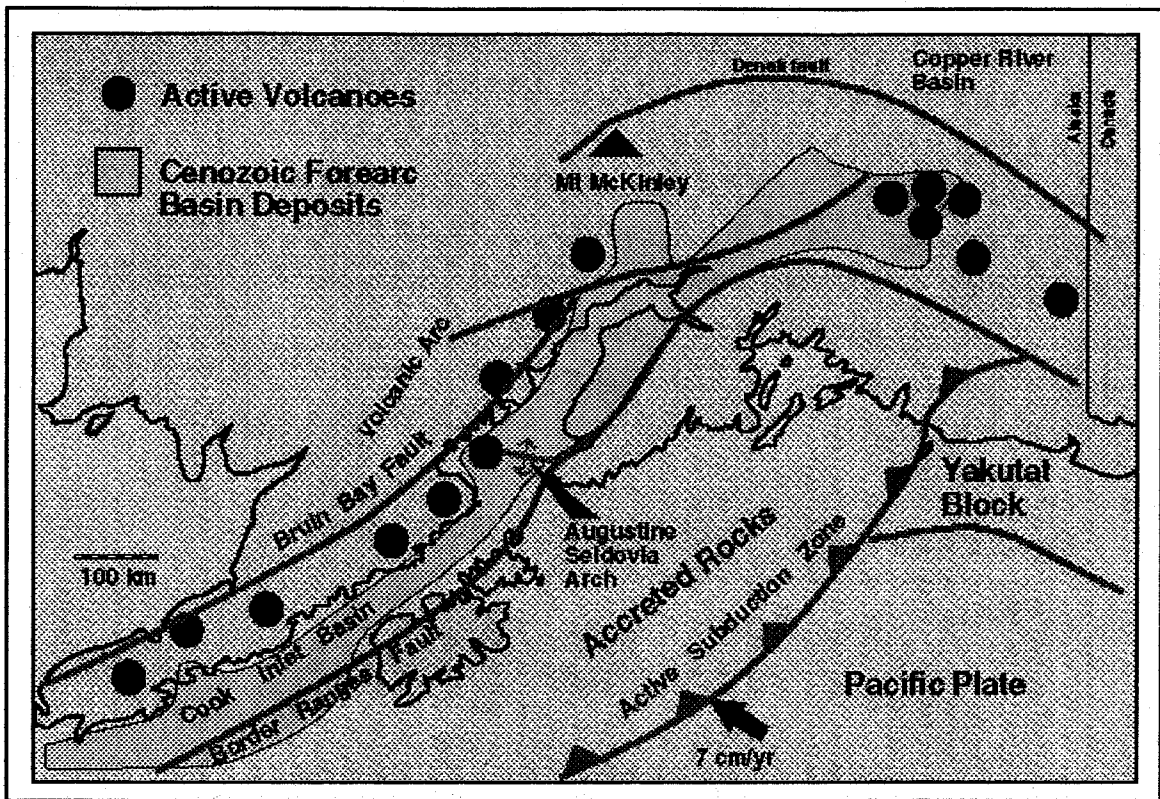 Active Volcanoes
Cenozoic Forearc
Basin Deposits
Denali fault
Copper River
Basin
Alaska
Canada
Mt McKinley
Volcanic Arc
Bruin Bay Fault
100 km
Augustine
Seldovia
Arch
Yakutat
Block
Accreted Rocks
Active Subduction Zone
Cook Inlet Basin
Border Ranges Fault
Pacific Plate
7 cm/yr